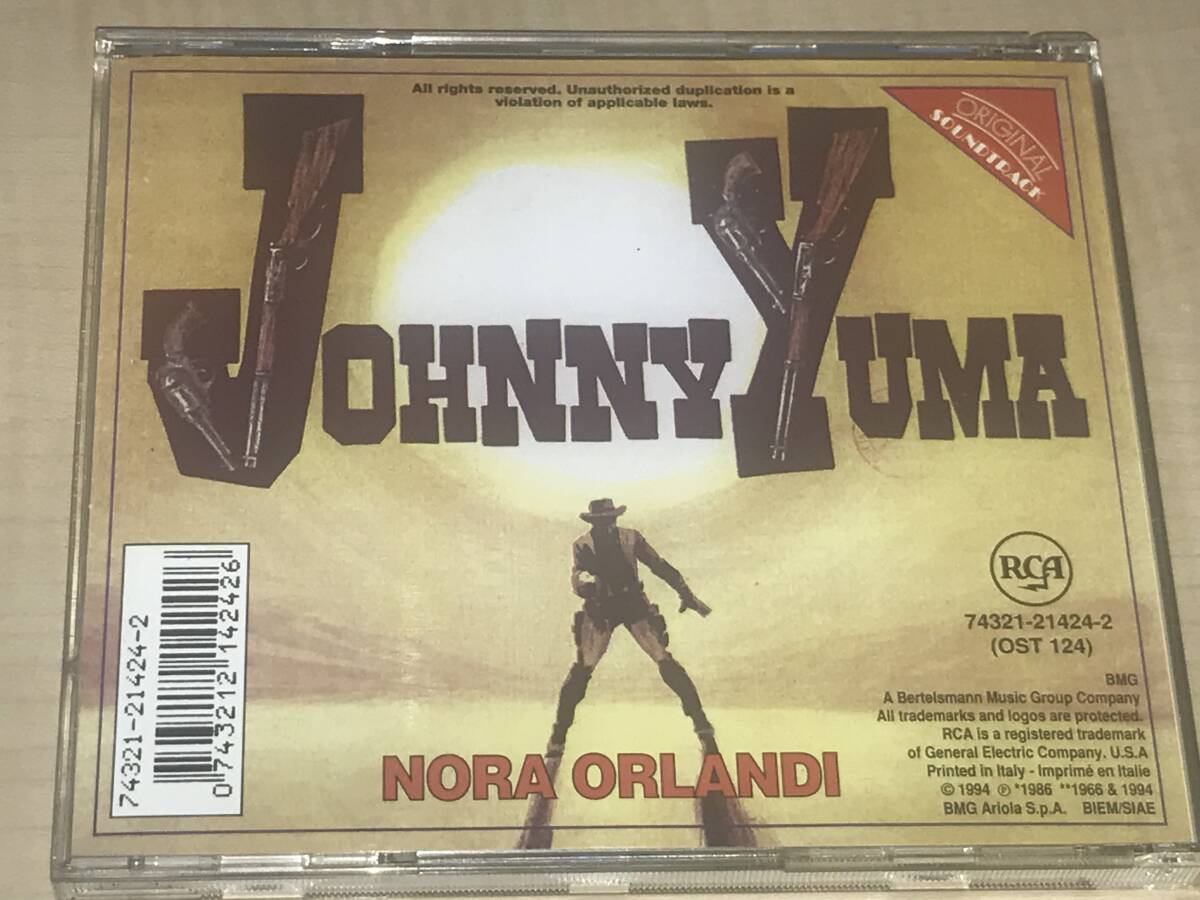 All rights reserved. Unauthorized duplication is a
violation of applicable laws.
ORIGINAL
SOUNDTRACK
JOHNNY YUMA
RCA
74321-21424-2
(OST 124)
BMG
A Bertelsmann Music Group Company
All trademarks and logos are protected.
RCA is a registered trademark
of General Electric Company. U.S.A
Printed in Italy - Imprimé en Italie
© 1994 ℗ *1986 **1966 & 1994
BMG Ariola S.p.A. BIEM/SIAE
NORA ORLANDI
74321-21424-2
0 743212 142426